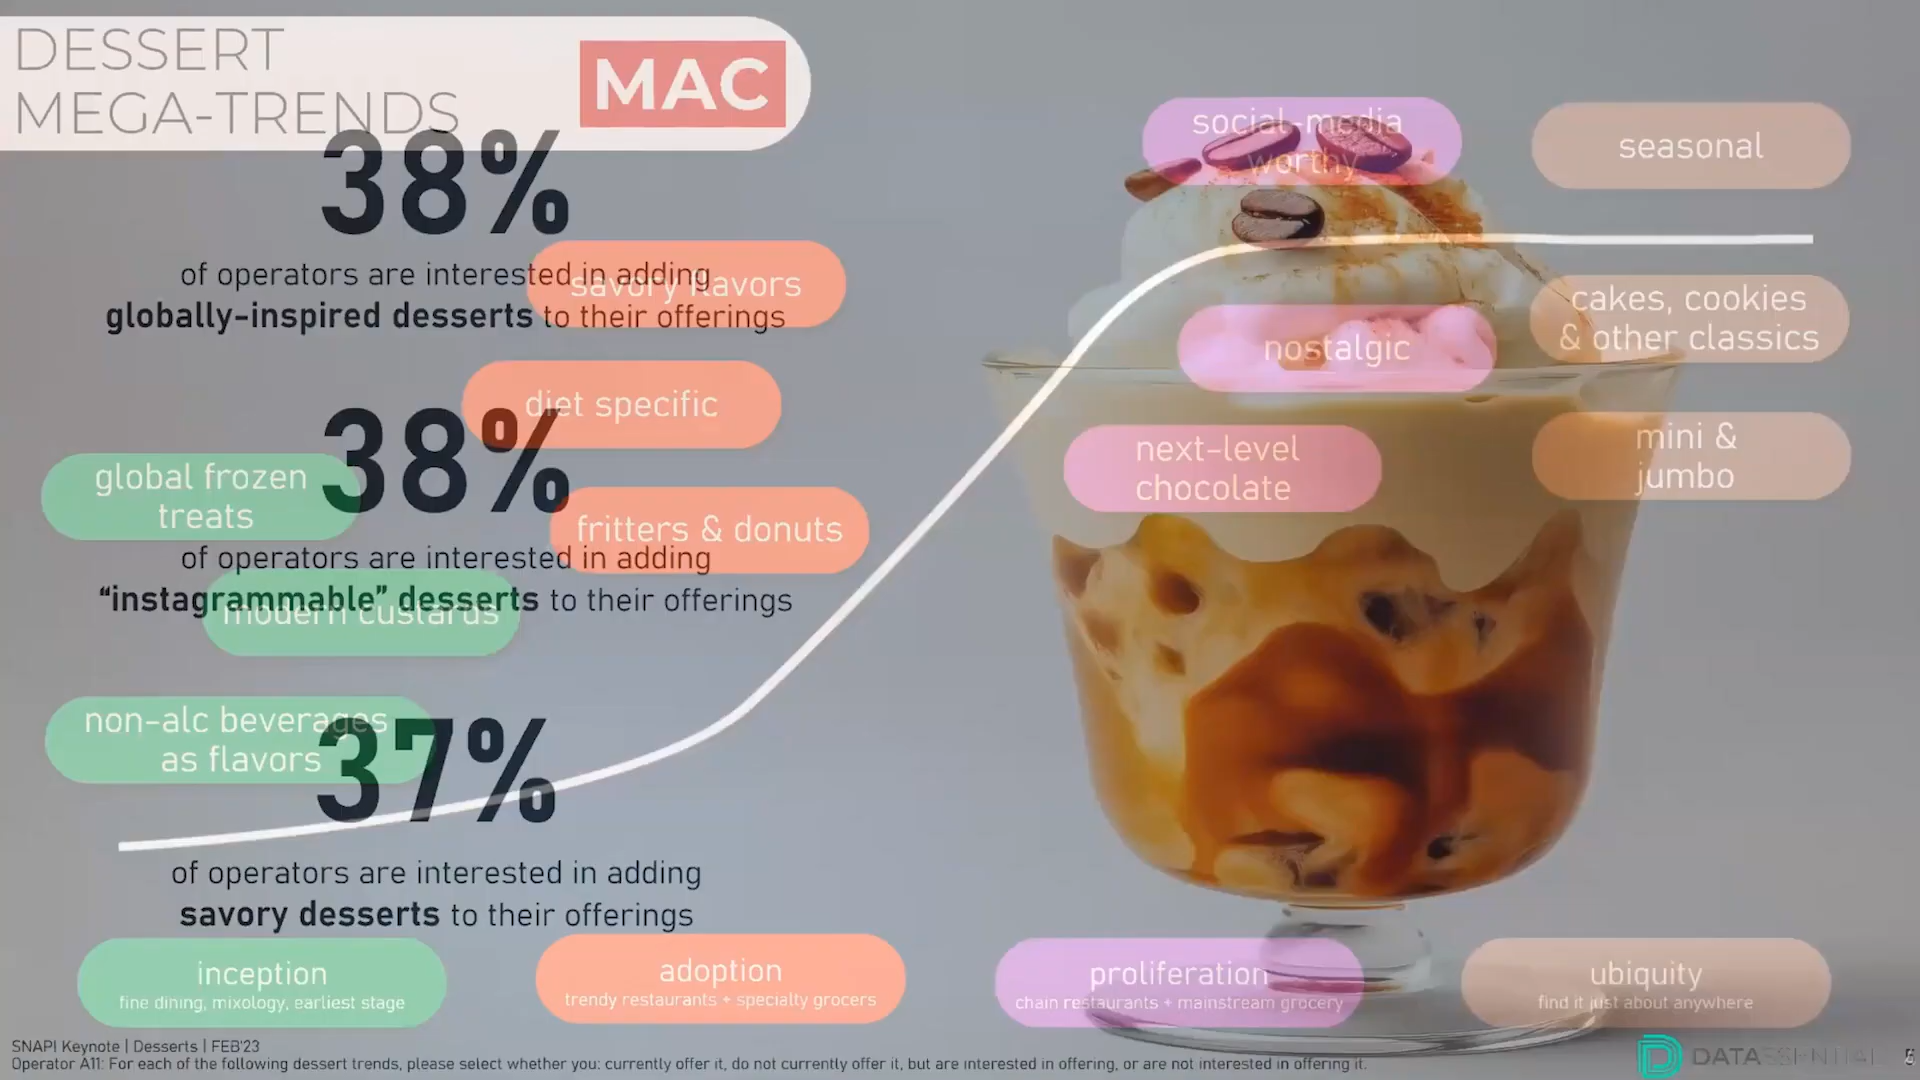 DESSERT
MEGA-TRENDS
MAC
38%
of operators are interested in adding
globally-inspired desserts to their offerings
38%
of operators are interested in adding
“instagrammable” desserts to their offerings
37%
of operators are interested in adding
savory desserts to their offerings
social-media
worthy
seasonal
savory flavors
cakes, cookies
& other classics
nostalgic
diet specific
mini &
jumbo
next-level
chocolate
global frozen
treats
fritters & donuts
modern custards
non-alc beverages
as flavors
inception
fine dining, mixology, earliest stage
adoption
trendy restaurants + specialty grocers
proliferation
chain restaurants + mainstream grocery
ubiquity
find it just about anywhere
SNAP! Keynote | Desserts | FEB'23
Operator A11: For each of the following dessert trends, please select whether you: currently offer it, do not currently offer it, but are interested in offering, or are not interested in offering it.
DATASSENTIAL